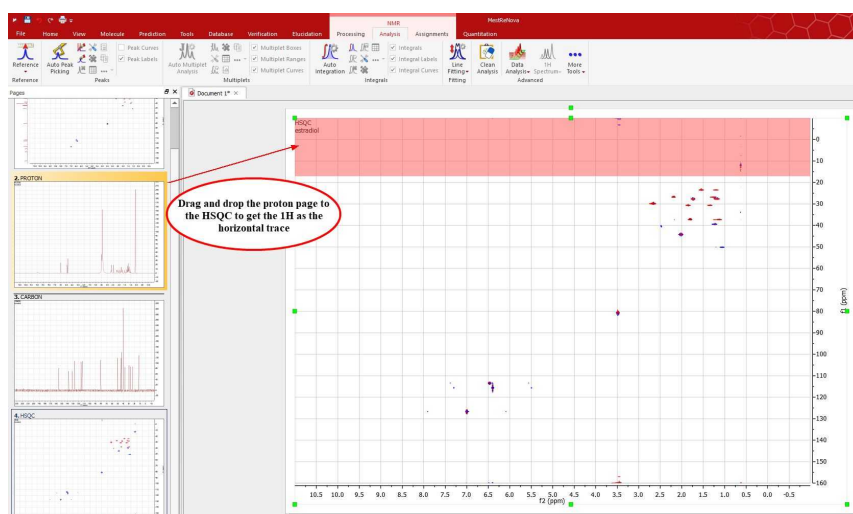 NMR
MestReNova
File Home View Molecule Prediction Tools Database Verification Elucidation Processing Analysis Assignments Quantitation
Reference
Auto Peak
Picking
Peak Curves
Peak Labels
Auto Multiplet
Analysis
Multiplet Boxes
Multiplet Ranges
Multiplet Curves
Auto
Integration
Integrals
Integral Labels
Integral Curves
Line
Fitting
Clean
Analysis
Data
Analysis
1H
Spectrum
More
Tools
Reference Peaks Multiplets Integrals Fitting Advanced
Pages
Document 1*
HSQC
estradiol
2. PROTON
Drag and drop the proton page to
the HSQC to get the 1H as the
horizontal trace
3. CARBON
4. HSQC
-0
-10
-20
-30
-40
-50
-60
-70
-80
-90
-100
-110
-120
-130
-140
-150
-160
f1 (ppm)
10.5 10.0 9.5 9.0 8.5 8.0 7.5 7.0 6.5 6.0 5.5 5.0 4.5 4.0 3.5 3.0 2.5 2.0 1.5 1.0 0.5 0.0 -0.5
f2 (ppm)